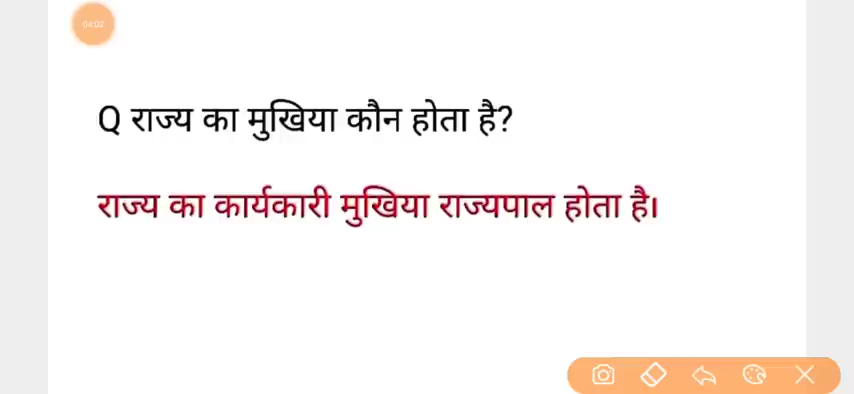 04:02
Q राज्य का मुखिया कौन होता है?
राज्य का कार्यकारी मुखिया राज्यपाल होता है।